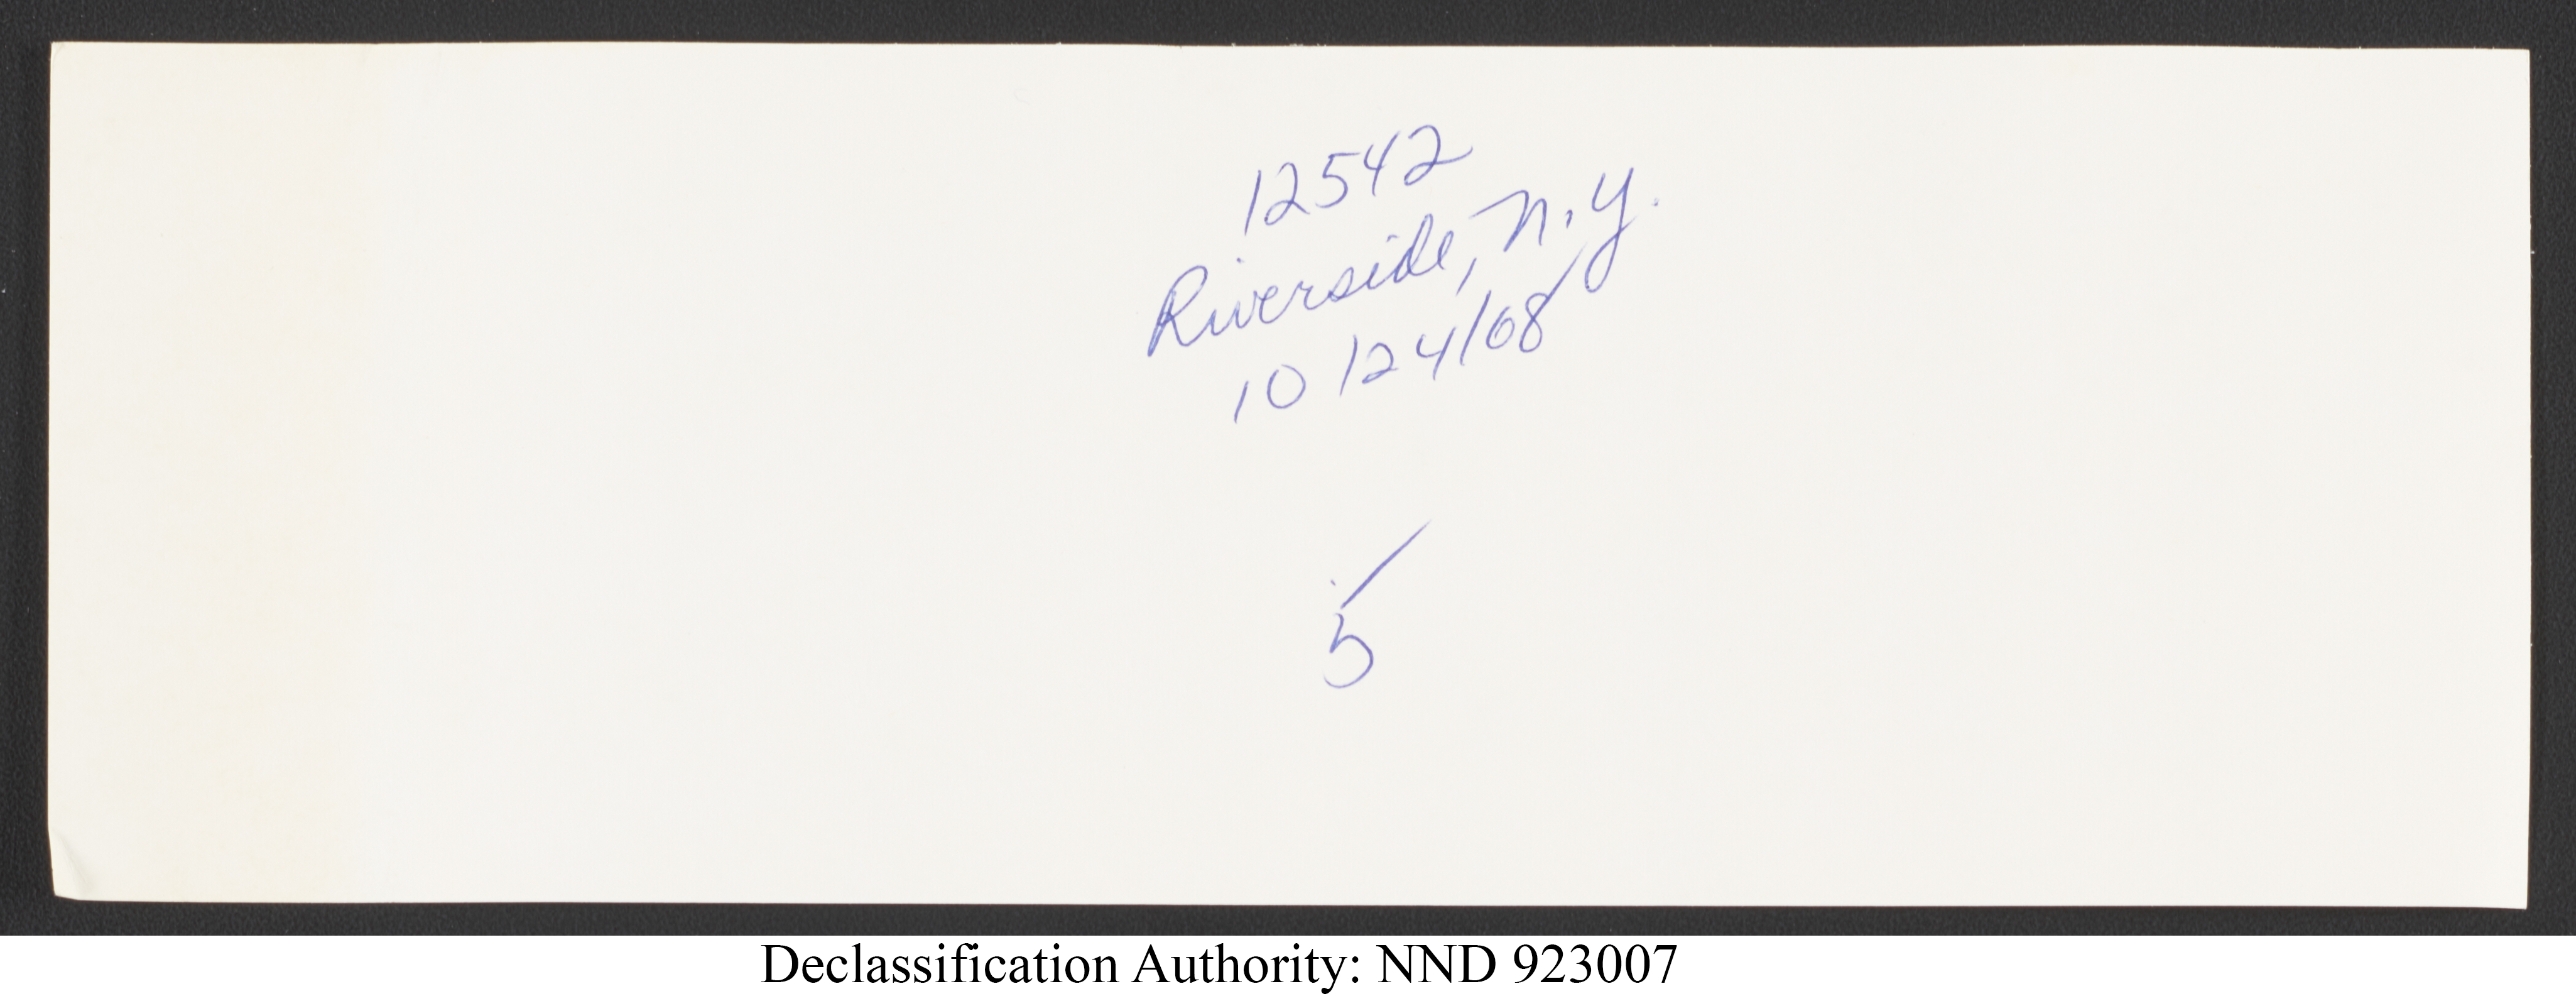 12542
Riverside, N.Y.
10/24/68
5
Declassification Authority: NND 923007